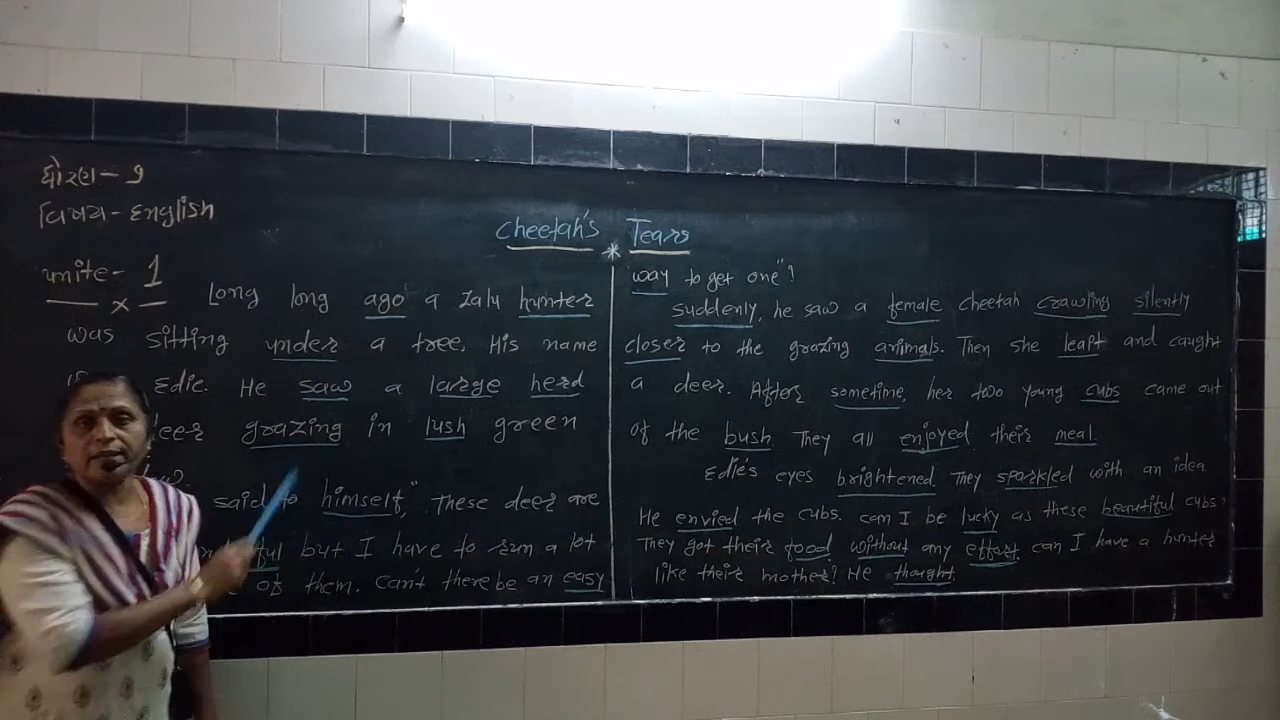 ધોરણ - ૭
વિષય - English
unite - 1
Cheetah's Tears
Long long ago a zalu hunter
was sitting under a tree. His name
Edie. He saw a large herd
deer grazing in lush green
said to himself, "These deer are
but I have to run a lot
of them. can't there be an easy
way to get one"?
suddenly, he saw a female cheetah crawling silently
closer to the grazing animals. Then she leapt and caught
a deer. After sometime, her two young cubs came out
of the bush. They all enjoyed their meal.
Edie's eyes brightened. They sparkled with an idea
He envied the cubs. can I be lucky as these beautiful cubs?
They got their food without any effort. can I have a hunter
like their mother? He thought.